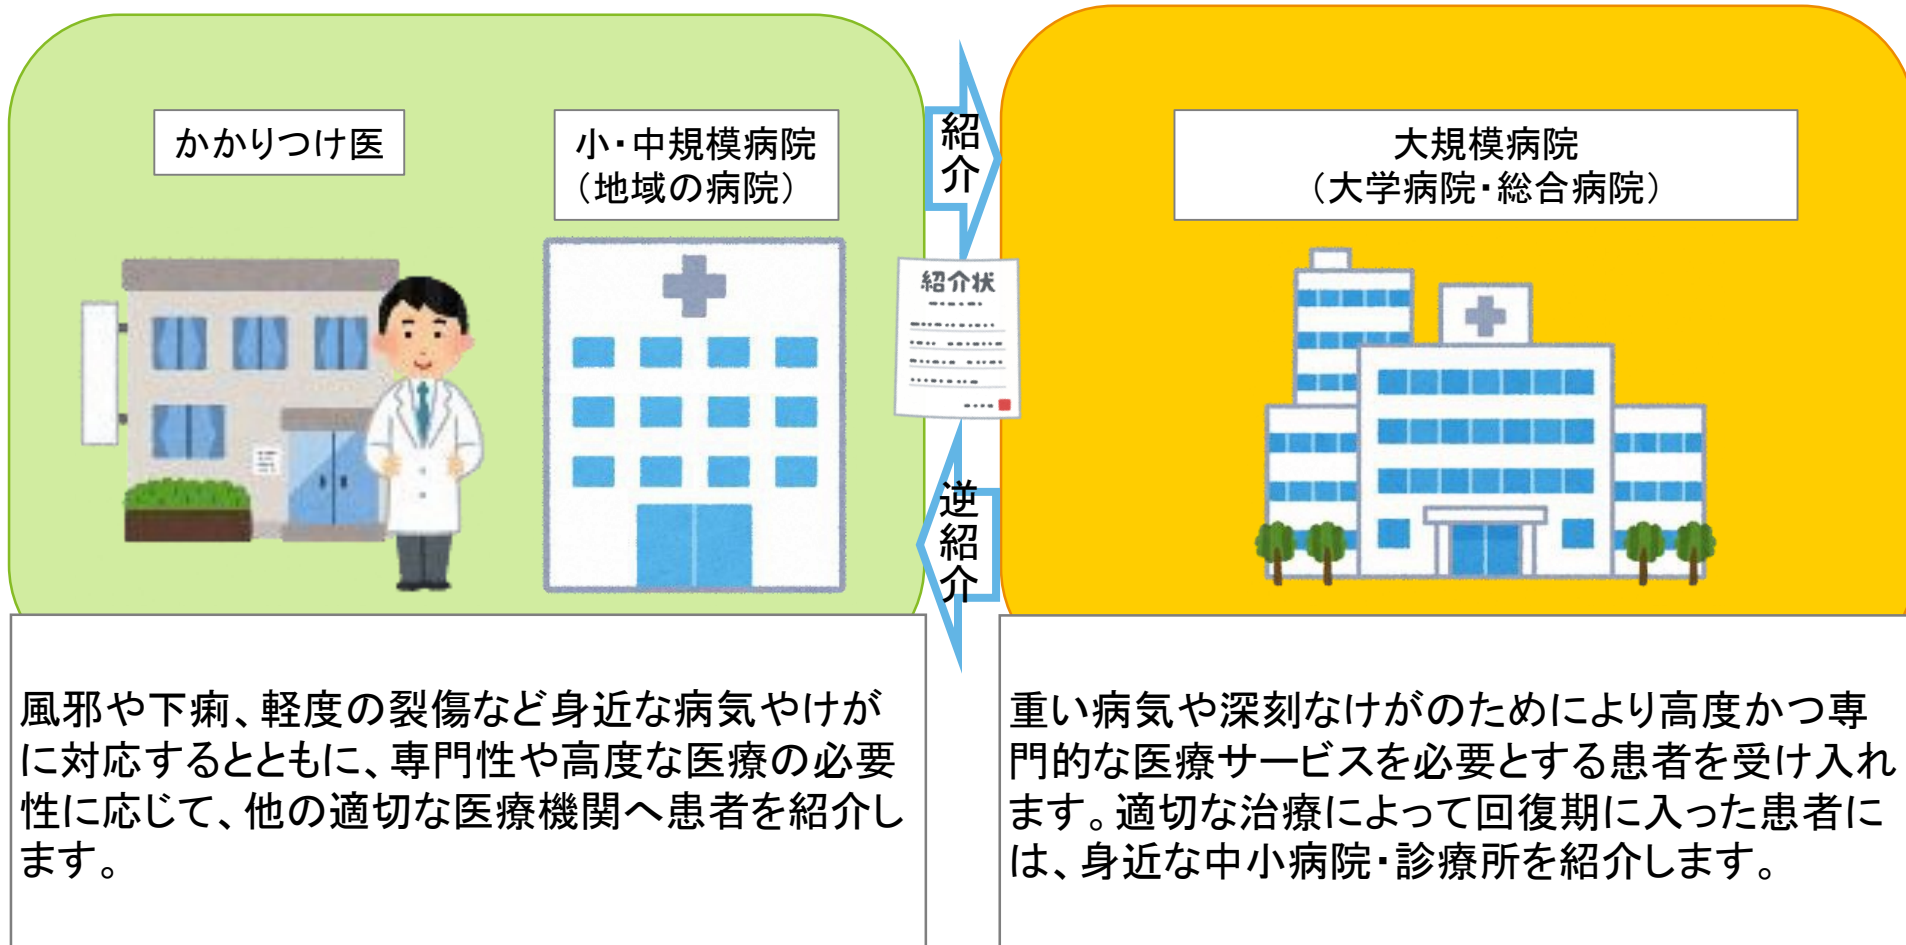 かかりつけ医
小・中規模病院
（地域の病院）
紹介
大規模病院
（大学病院・総合病院）
紹介状
逆紹介
風邪や下痢、軽度の裂傷など身近な病気やけが
に対応するとともに、専門性や高度な医療の必要
性に応じて、他の適切な医療機関へ患者を紹介し
ます。
重い病気や深刻なけがのためにより高度かつ専
門的な医療サービスを必要とする患者を受け入れ
ます。適切な治療によって回復期に入った患者に
は、身近な中小病院・診療所を紹介します。